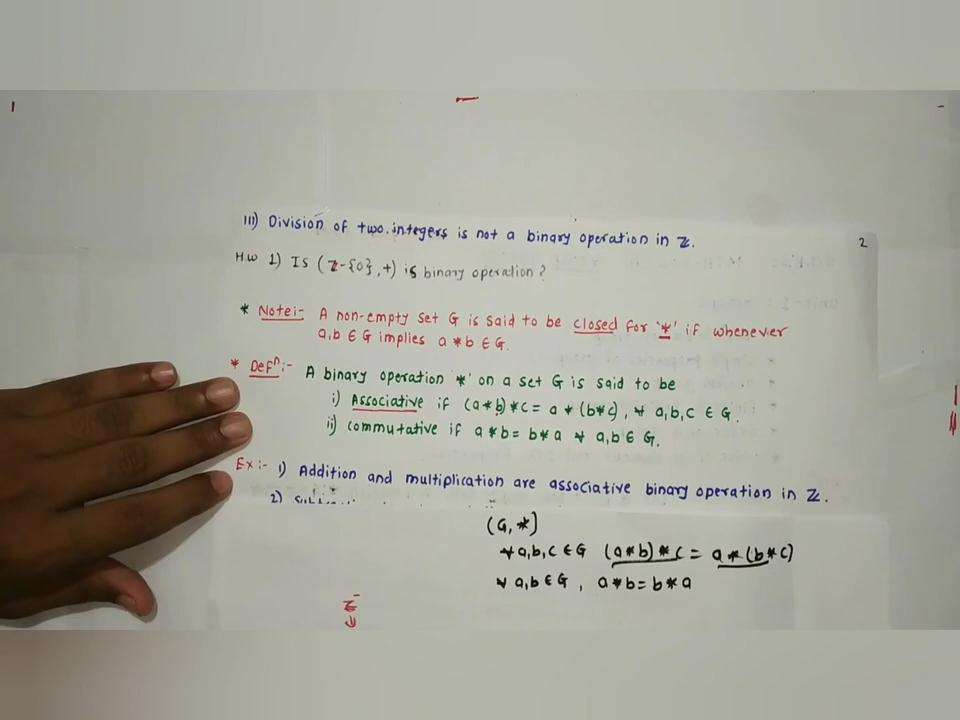 III) Division of two integers is not a binary operation in Z.
2
H.W 1) Is (Z-{0}, +) is binary operation?
* Note:- A non-empty set G is said to be closed for '*' if whenever
a, b ∈ G implies a * b ∈ G.
* Defⁿ:- A binary operation '*' on a set G is said to be
i) Associative if (a*b)*c = a*(b*c), ∀ a,b,c ∈ G.
ii) commutative if a*b = b*a ∀ a,b ∈ G.
Ex:- 1) Addition and multiplication are associative binary operation in Z.
2)
(G, *]
∀ a,b,c ∈ G (a*b)*c = a*(b*c)
∀ a,b ∈ G, a*b = b*a
Z